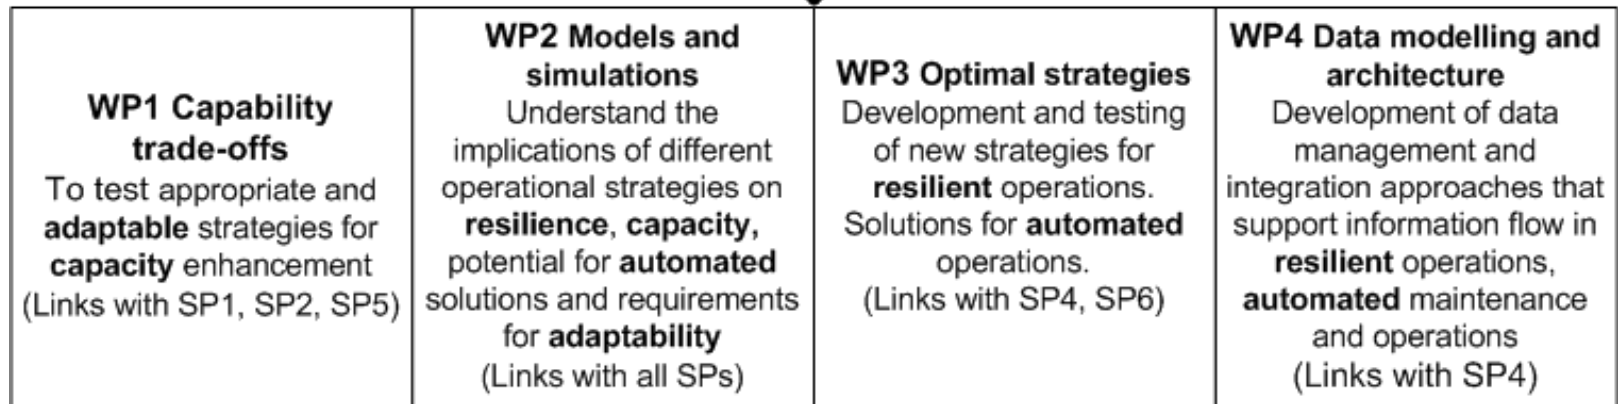 WP1 Capability
trade-offs
To test appropriate and
adaptable strategies for
capacity enhancement
(Links with SP1, SP2, SP5)
WP2 Models and
simulations
Understand the
implications of different
operational strategies on
resilience, capacity,
potential for automated
solutions and requirements
for adaptability
(Links with all SPs)
WP3 Optimal strategies
Development and testing
of new strategies for
resilient operations.
Solutions for automated
operations.
(Links with SP4, SP6)
WP4 Data modelling and
architecture
Development of data
management and
integration approaches that
support information flow in
resilient operations,
automated maintenance
and operations
(Links with SP4)